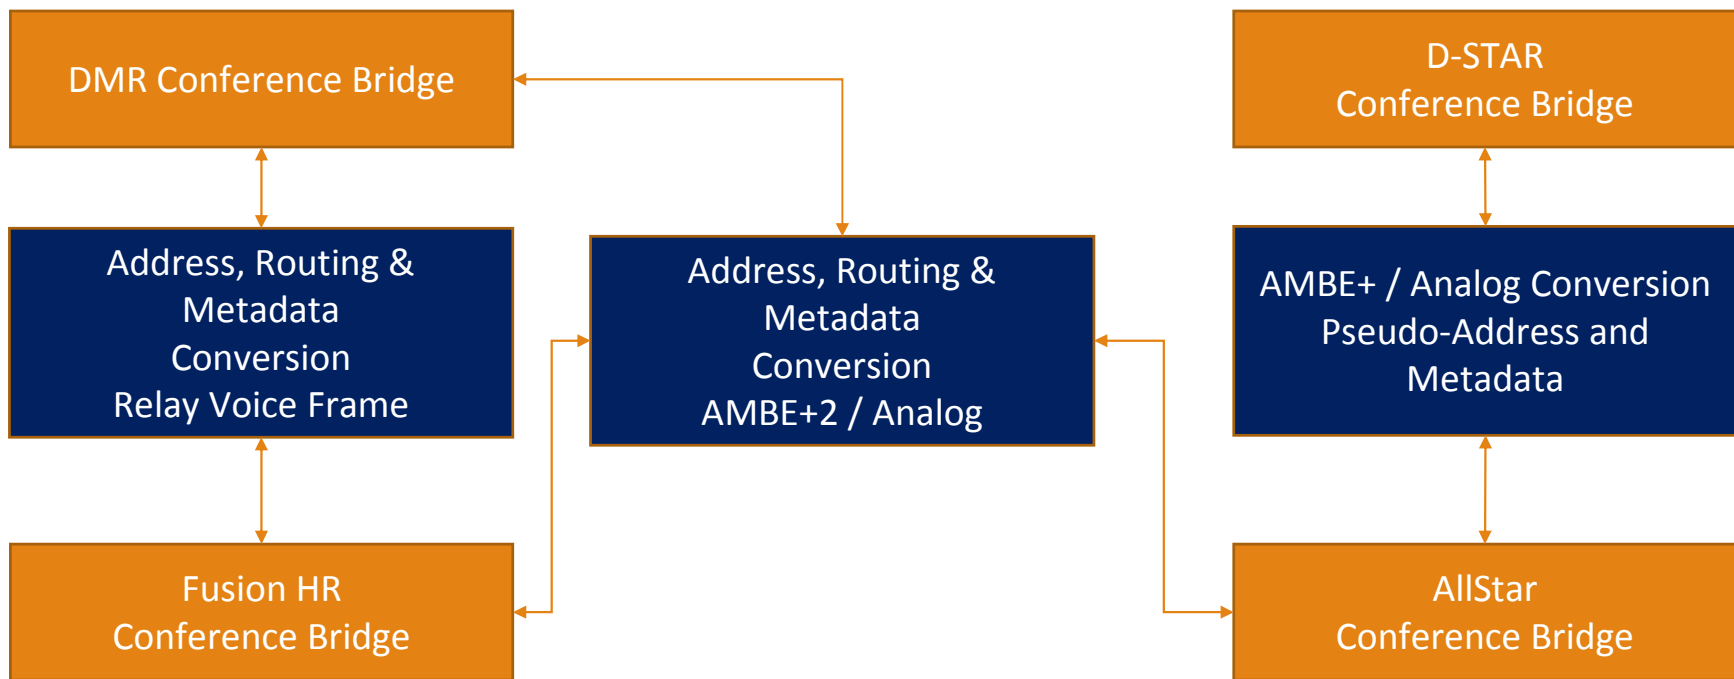 DMR Conference Bridge
D-STAR
Conference Bridge
Address, Routing &
Metadata
Conversion
Relay Voice Frame
Address, Routing &
Metadata
Conversion
AMBE+2 / Analog
AMBE+ / Analog Conversion
Pseudo-Address and
Metadata
Fusion HR
Conference Bridge
AllStar
Conference Bridge